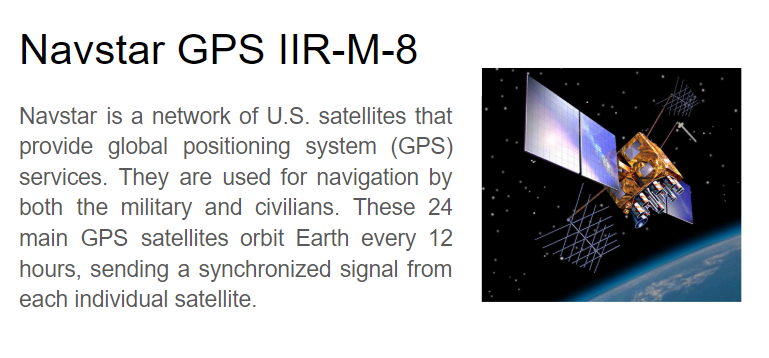 Navstar GPS IIR-M-8
Navstar is a network of U.S. satellites that
provide global positioning system (GPS)
services. They are used for navigation by
both the military and civilians. These 24
main GPS satellites orbit Earth every 12
hours, sending a synchronized signal from
each individual satellite.